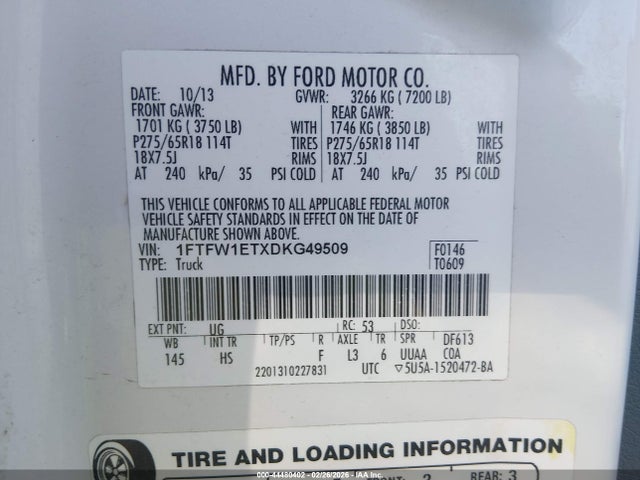 MFD. BY FORD MOTOR CO.
DATE: 10/13 GVWR: 3266 KG ( 7200 LB)
FRONT GAWR: REAR GAWR:
1701 KG ( 3750 LB) WITH 1746 KG ( 3850 LB) WITH
P275/65R18 114T TIRES P275/65R18 114T TIRES
18X7.5J RIMS 18X7.5J RIMS
AT 240 kPa/ 35 PSI COLD AT 240 kPa/ 35 PSI COLD
THIS VEHICLE CONFORMS TO ALL APPLICABLE FEDERAL MOTOR
VEHICLE SAFETY STANDARDS IN EFFECT ON THE DATE OF
MANUFACTURE SHOWN ABOVE.
VIN: 1FTFW1ETXDKG49509 F0146
TYPE: Truck T0609
EXT PNT: UG RC: 53 DSO:
WB INT TR TP/PS R AXLE TR SPR DF613
145 HS F L3 6 UUAA COA
2201310227831 UTC ▽5U5A-1520472-BA
TIRE AND LOADING INFORMATION
000-44480402 - 02/26/2026 - IAAI Copyright
FRONT: 2 REAR: 3